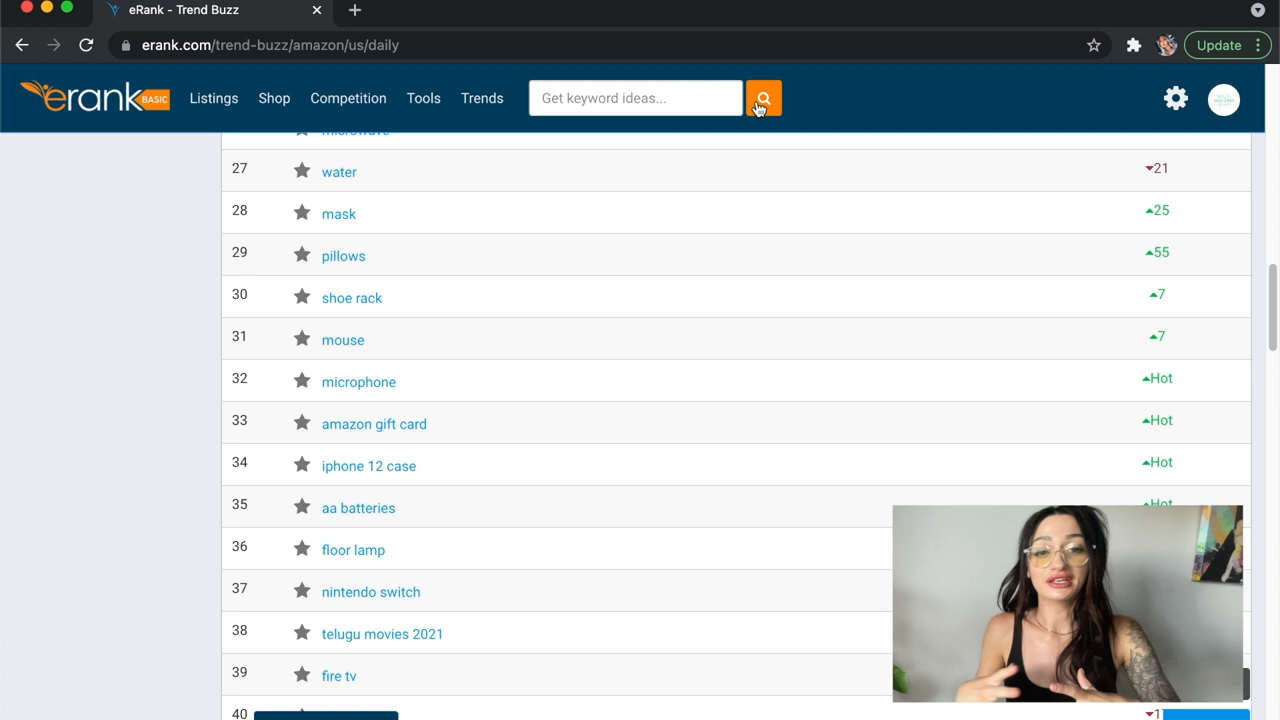 eRank - Trend Buzz
erank.com/trend-buzz/amazon/us/daily
Update
erank BASIC
Listings
Shop
Competition
Tools
Trends
Get keyword ideas...
microwave
27 water 21
28 mask 25
29 pillows 55
30 shoe rack 7
31 mouse 7
32 microphone Hot
33 amazon gift card Hot
34 iphone 12 case Hot
35 aa batteries Hot
36 floor lamp
37 nintendo switch
38 telugu movies 2021
39 fire tv
40